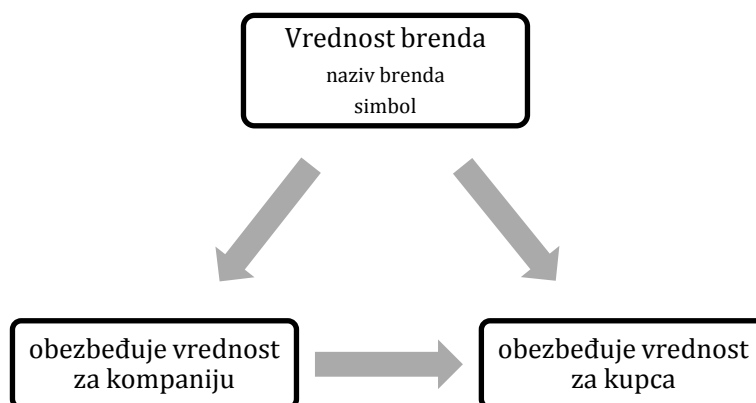 Vrednost brenda
naziv brenda
simbol
obezbeđuje vrednost
za kompaniju
obezbeđuje vrednost
za kupca